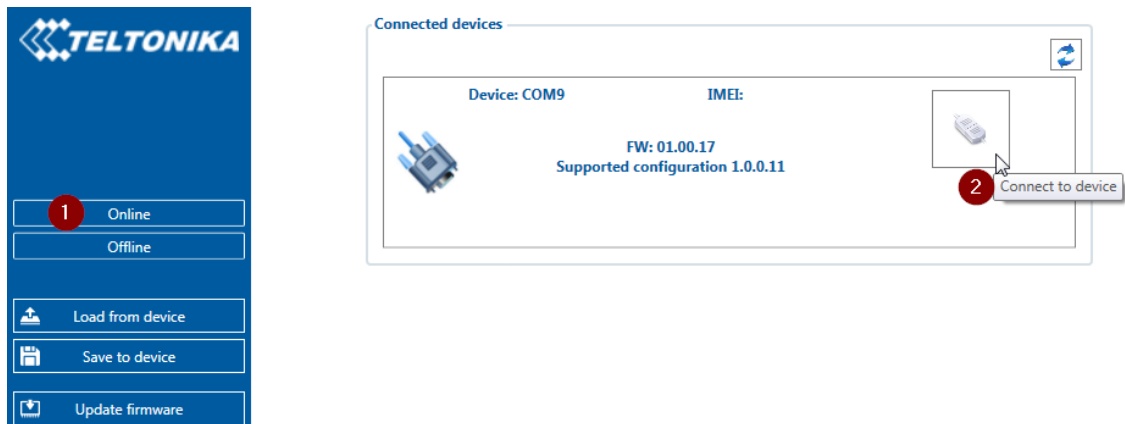 TELTONIKA
Connected devices
Device: COM9 IMEI:
FW: 01.00.17
Supported configuration 1.0.0.11
2 Connect to device
1 Online
Offline
Load from device
Save to device
Update firmware